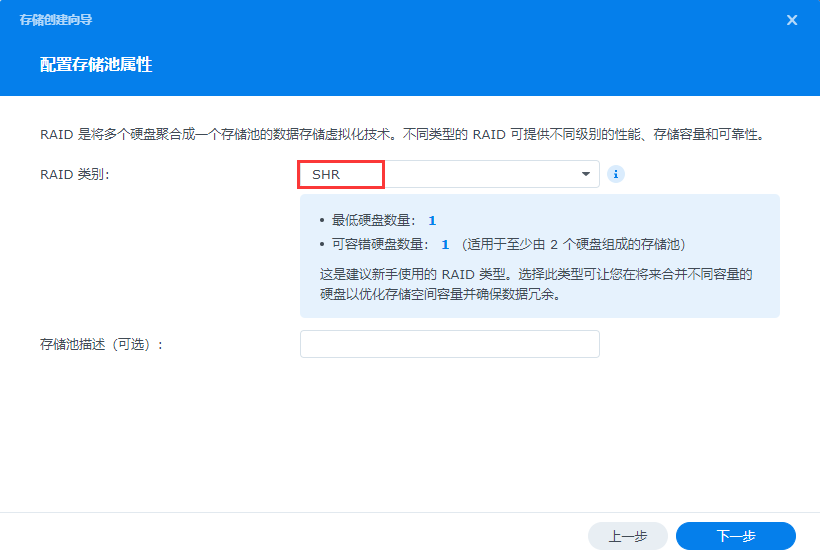 存储创建向导
配置存储池属性
RAID 是将多个硬盘聚合成一个存储池的数据存储虚拟化技术。不同类型的 RAID 可提供不同级别的性能、存储容量和可靠性。
RAID 类别:
SHR
• 最低硬盘数量: 1
• 可容错硬盘数量: 1 （适用于至少由 2 个硬盘组成的存储池）
这是建议新手使用的 RAID 类型。选择此类型可让您在将来合并不同容量的
硬盘以优化存储空间容量并确保数据冗余。
存储池描述（可选）:
上一步
下一步